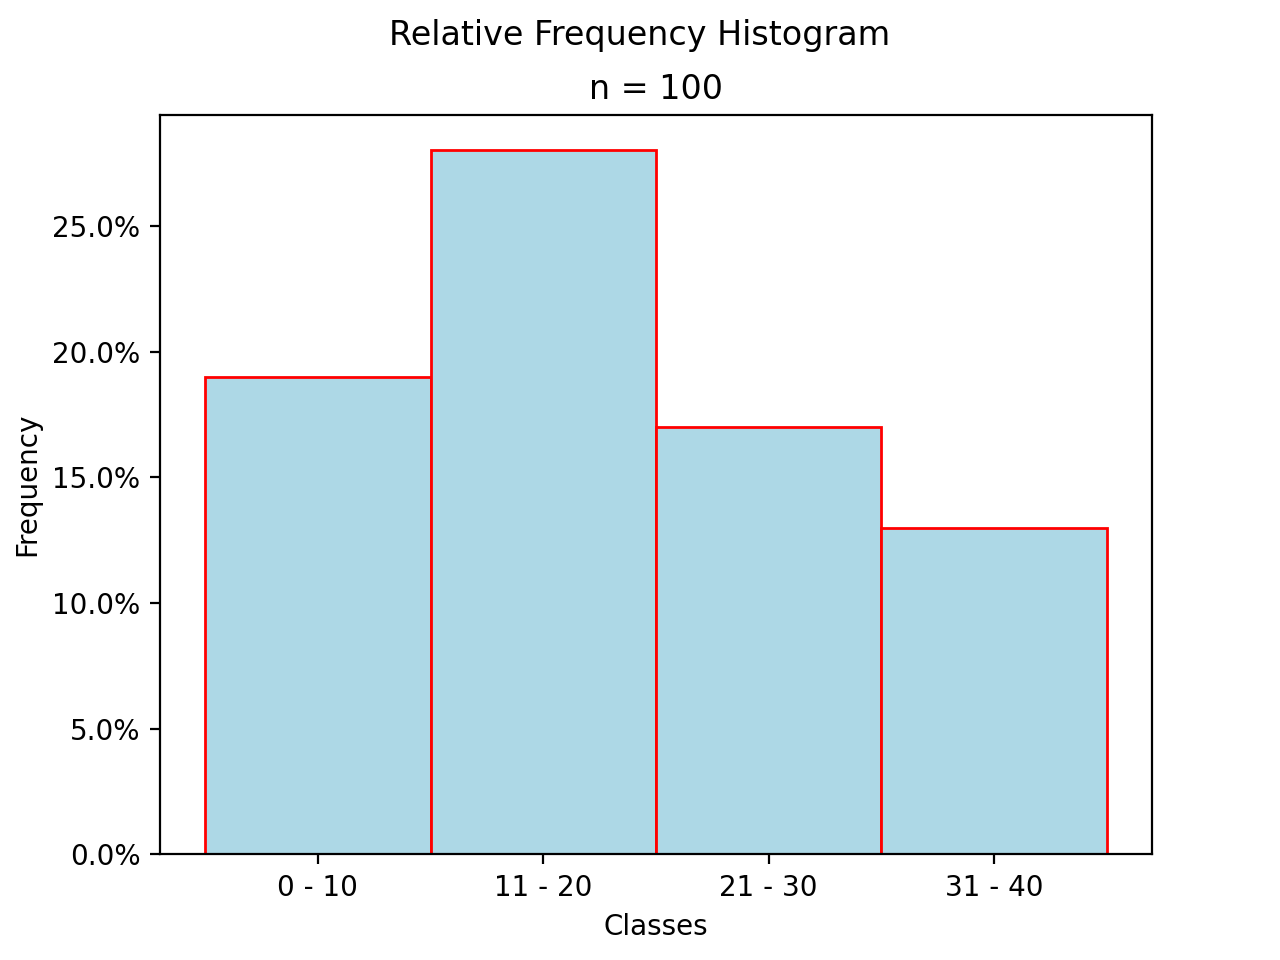 Relative Frequency Histogram
n = 100
25.0%
20.0%
15.0%
10.0%
5.0%
0.0%
Frequency
0 - 10
11 - 20
21 - 30
31 - 40
Classes